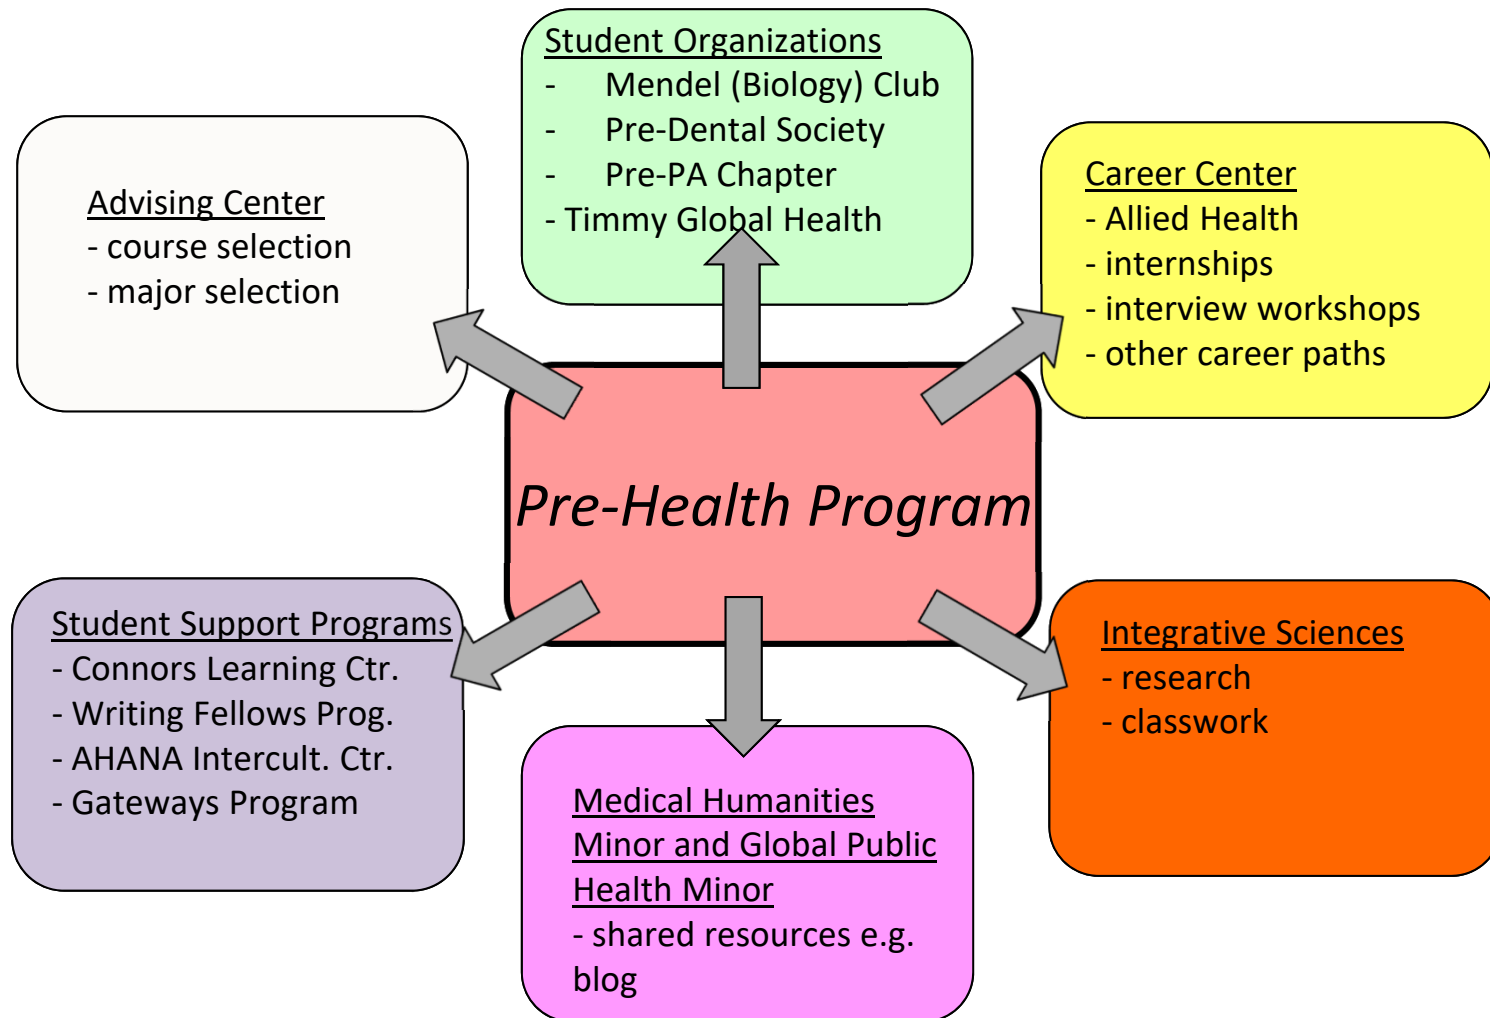 Student Organizations
- Mendel (Biology) Club
- Pre-Dental Society
- Pre-PA Chapter
- Timmy Global Health
Advising Center
- course selection
- major selection
Career Center
- Allied Health
- internships
- interview workshops
- other career paths
Pre-Health Program
Student Support Programs
- Connors Learning Ctr.
- Writing Fellows Prog.
- AHANA Intercult. Ctr.
- Gateways Program
Medical Humanities
Minor and Global Public
Health Minor
- shared resources e.g.
blog
Integrative Sciences
- research
- classwork